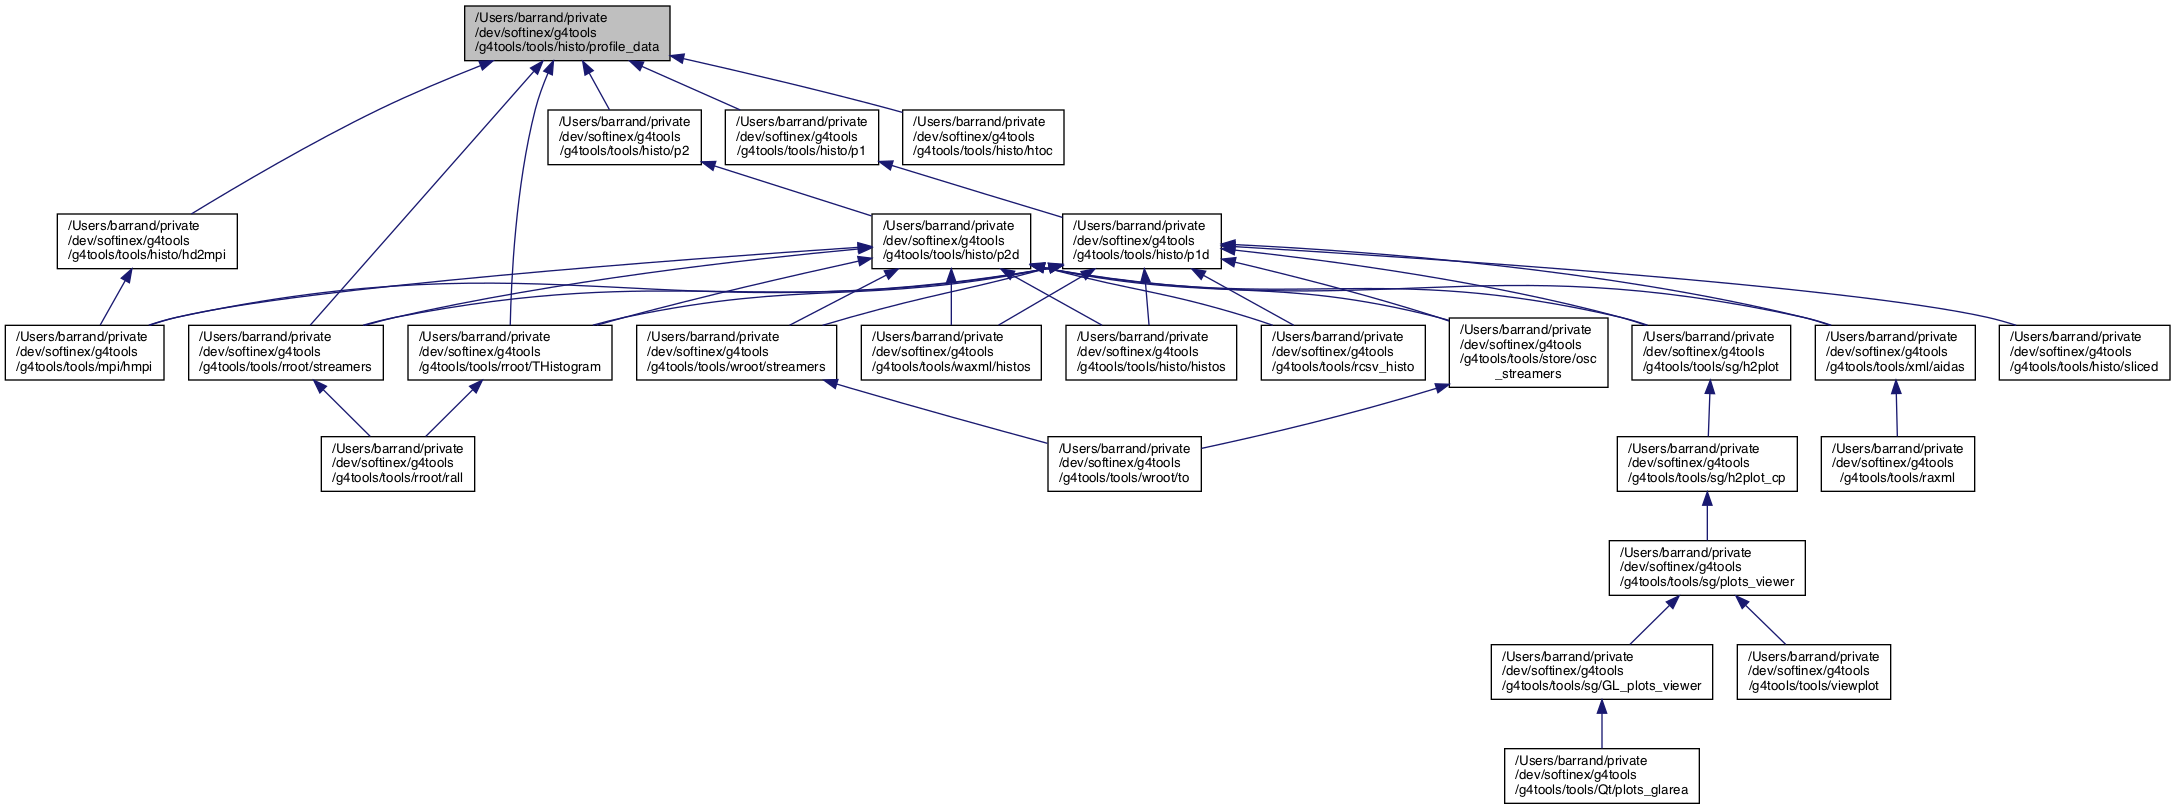 /Users/barrand/private
/dev/softinex/g4tools
/g4tools/tools/histo/profile_data
/Users/barrand/private
/dev/softinex/g4tools
/g4tools/tools/histo/p2
/Users/barrand/private
/dev/softinex/g4tools
/g4tools/tools/histo/p1
/Users/barrand/private
/dev/softinex/g4tools
/g4tools/tools/histo/htoc
/Users/barrand/private
/dev/softinex/g4tools
/g4tools/tools/histo/hd2mpi
/Users/barrand/private
/dev/softinex/g4tools
/g4tools/tools/histo/p2d
/Users/barrand/private
/dev/softinex/g4tools
/g4tools/tools/histo/p1d
/Users/barrand/private
/dev/softinex/g4tools
/g4tools/tools/mpi/hmpi
/Users/barrand/private
/dev/softinex/g4tools
/g4tools/tools/rroot/streamers
/Users/barrand/private
/dev/softinex/g4tools
/g4tools/tools/rroot/THistogram
/Users/barrand/private
/dev/softinex/g4tools
/g4tools/tools/wroot/streamers
/Users/barrand/private
/dev/softinex/g4tools
/g4tools/tools/waxml/histos
/Users/barrand/private
/dev/softinex/g4tools
/g4tools/tools/histo/histos
/Users/barrand/private
/dev/softinex/g4tools
/g4tools/tools/rcsv_histo
/Users/barrand/private
/dev/softinex/g4tools
/g4tools/tools/store/osc
_streamers
/Users/barrand/private
/dev/softinex/g4tools
/g4tools/tools/sg/h2plot
/Users/barrand/private
/dev/softinex/g4tools
/g4tools/tools/xml/aidas
/Users/barrand/private
/dev/softinex/g4tools
/g4tools/tools/histo/sliced
/Users/barrand/private
/dev/softinex/g4tools
/g4tools/tools/rroot/rall
/Users/barrand/private
/dev/softinex/g4tools
/g4tools/tools/wroot/to
/Users/barrand/private
/dev/softinex/g4tools
/g4tools/tools/sg/h2plot_cp
/Users/barrand/private
/dev/softinex/g4tools
/g4tools/tools/raxml
/Users/barrand/private
/dev/softinex/g4tools
/g4tools/tools/sg/plots_viewer
/Users/barrand/private
/dev/softinex/g4tools
/g4tools/tools/sg/GL_plots_viewer
/Users/barrand/private
/dev/softinex/g4tools
/g4tools/tools/viewplot
/Users/barrand/private
/dev/softinex/g4tools
/g4tools/tools/Qt/plots_glarea